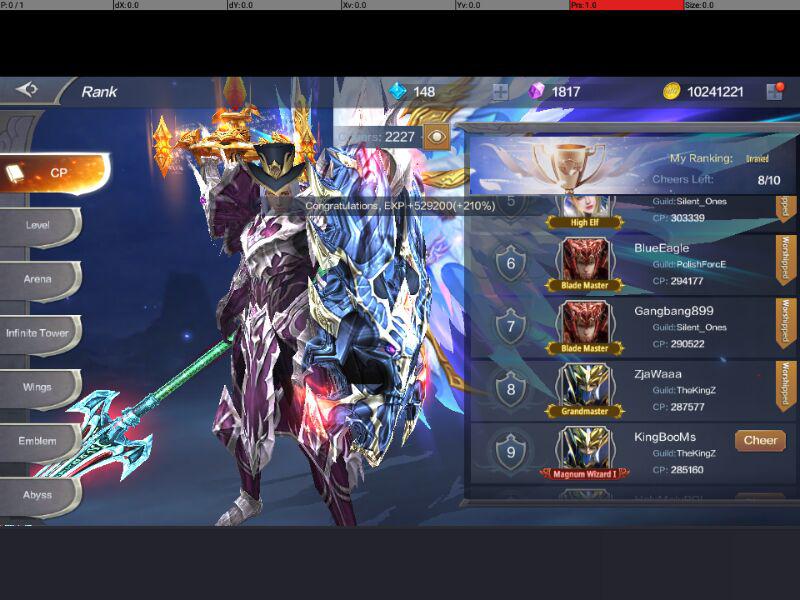 P: 0 / 1 dX: 0.0 dY: 0.0 Xv: 0.0 Yv: 0.0 Prs: 1.0 Size: 0.0
Rank
148
1817
10241221
2227
CP
Level
Arena
Infinite Tower
Wings
Emblem
Abyss
Congratulations, EXP +529200(+210%)
My Ranking: Unranked
Cheers Left: 8/10
5
High Elf
Guild:Silent_Ones
CP: 303339
6
Blade Master
BlueEagle
Guild:PolishForcE
CP: 294177
Worshipped
7
Blade Master
Gangbang899
Guild:Silent_Ones
CP: 290522
Worshipped
8
Grandmaster
ZjaWaaa
Guild:TheKingZ
CP: 287577
Worshipped
9
Magnum Wizard I
KingBooMs
Guild:TheKingZ
CP: 285160
Cheer